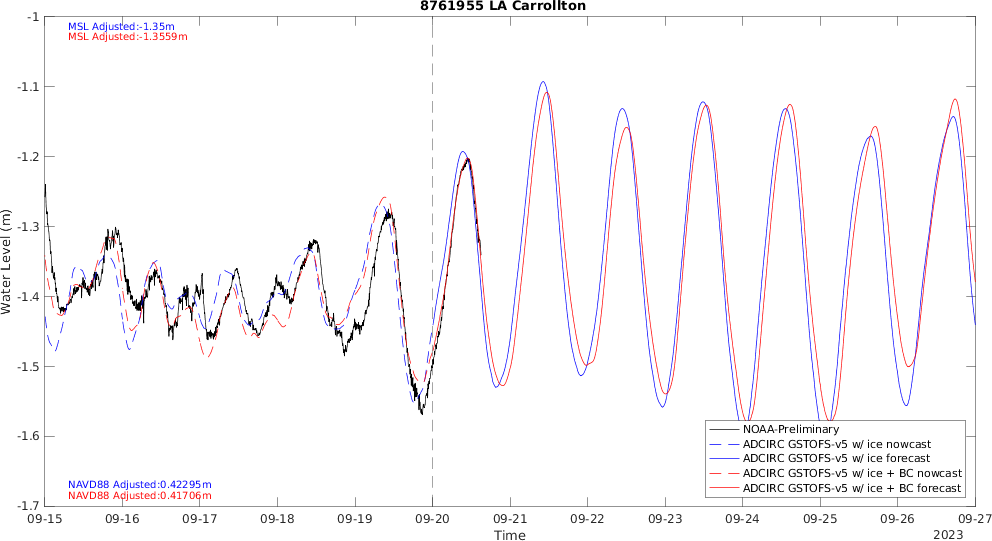 8761955 LA Carrollton
MSL Adjusted:-1.35m
MSL Adjusted:-1.3559m
Water Level (m)
-1
-1.1
-1.2
-1.3
-1.4
-1.5
-1.6
-1.7
NAVD88 Adjusted:0.42295m
NAVD88 Adjusted:0.41706m
NOAA-Preliminary
ADCIRC GSTOFS-v5 w/ ice nowcast
ADCIRC GSTOFS-v5 w/ ice forecast
ADCIRC GSTOFS-v5 w/ ice + BC nowcast
ADCIRC GSTOFS-v5 w/ ice + BC forecast
09-15 09-16 09-17 09-18 09-19 09-20 09-21 09-22 09-23 09-24 09-25 09-26 09-27
Time
2023